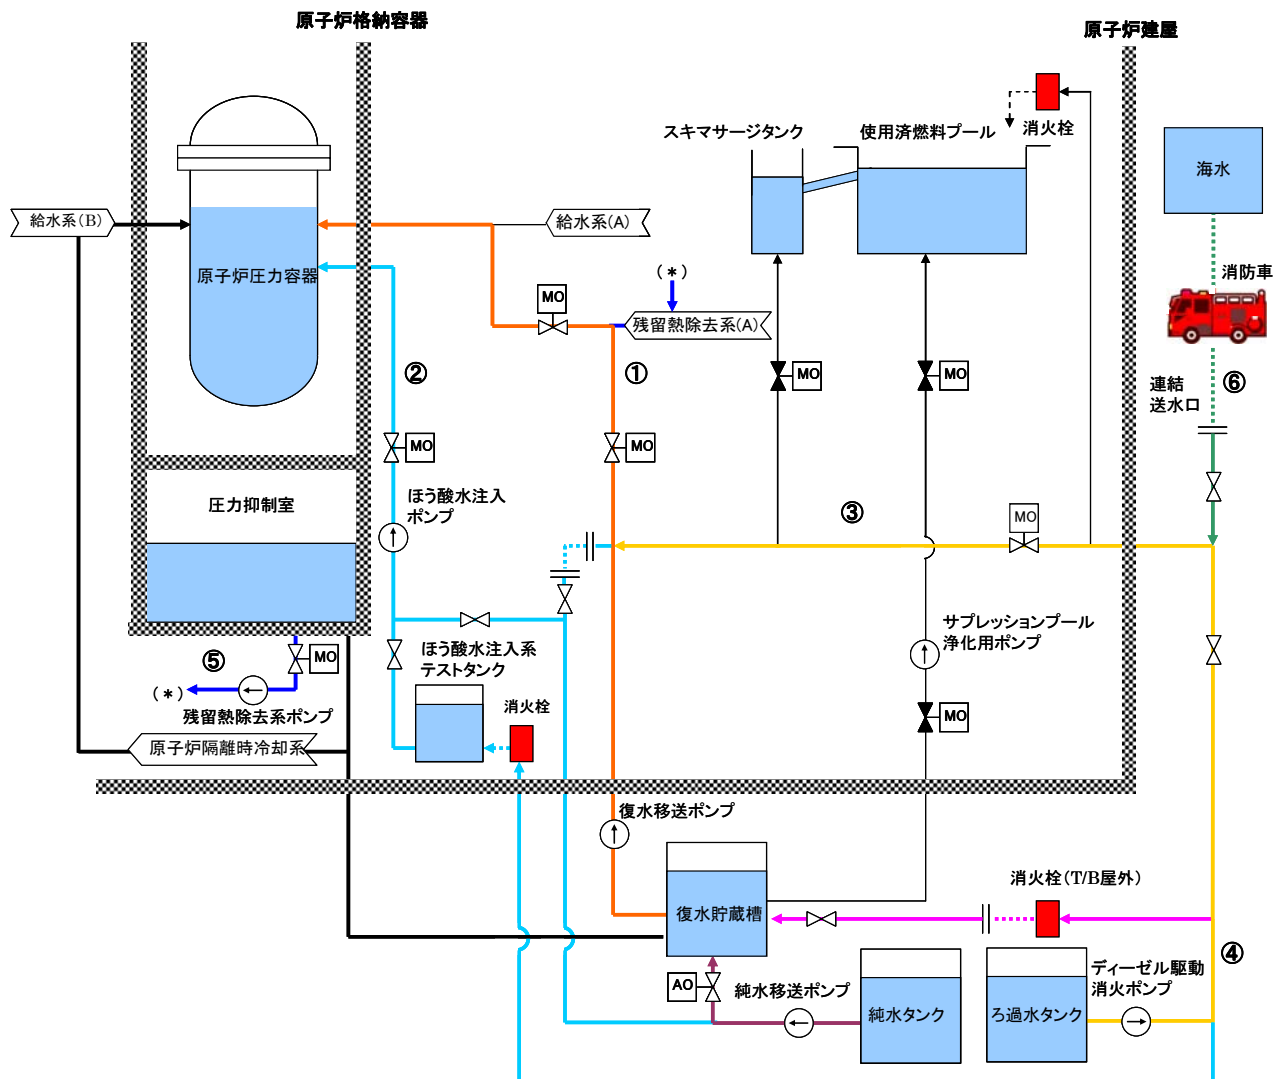 原子炉格納容器
原子炉建屋
消火栓
スキマサージタンク
使用済燃料プール
海水
給水系(B)
給水系(A)
原子炉圧力容器
(*)
消防車
MO
残留熱除去系(A)
②
①
MO
MO
連結
送水口
⑥
MO
MO
圧力抑制室
ほう酸水注入
ポンプ
③
MO
サプレッションプール
浄化用ポンプ
⑤
MO
ほう酸水注入系
テストタンク
(*)
残留熱除去系ポンプ
消火栓
MO
原子炉隔離時冷却系
復水移送ポンプ
消火栓(T/B屋外)
復水貯蔵槽
④
AO
純水移送ポンプ
ディーゼル駆動
消火ポンプ
純水タンク
ろ過水タンク